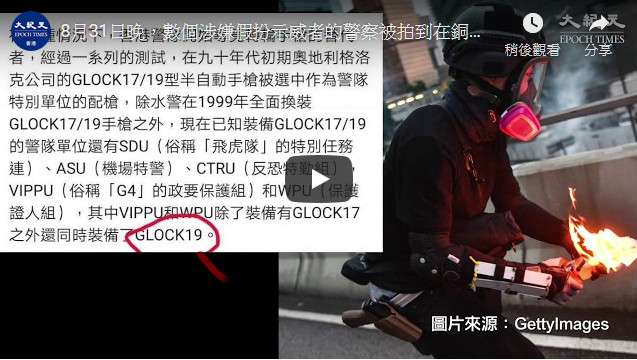 大紀元
香港
8月31日晚，數個涉嫌假扮示威者的警察被拍到在銅...
大紀元
EPOCH TIMES
稍後觀看
分享
者，經過一系列的測試，在九十年代初期奧地利格洛
克公司的GLOCK17/19型半自動手槍被選中作為警隊
特別單位的配槍，除水警在1999年全面換裝
GLOCK17/19手槍之外，現在已知裝備GLOCK17/19
的警隊單位還有SDU（俗稱「飛虎隊」的特別任務
連）、ASU（機場特警）、CTRU（反恐特勤組），
VIPPU（俗稱「G4」的政要保護組）和WPU（保護
證人組），其中VIPPU和WPU除了裝備有GLOCK17
之外還同時裝備了GLOCK19。
圖片來源：GettyImages